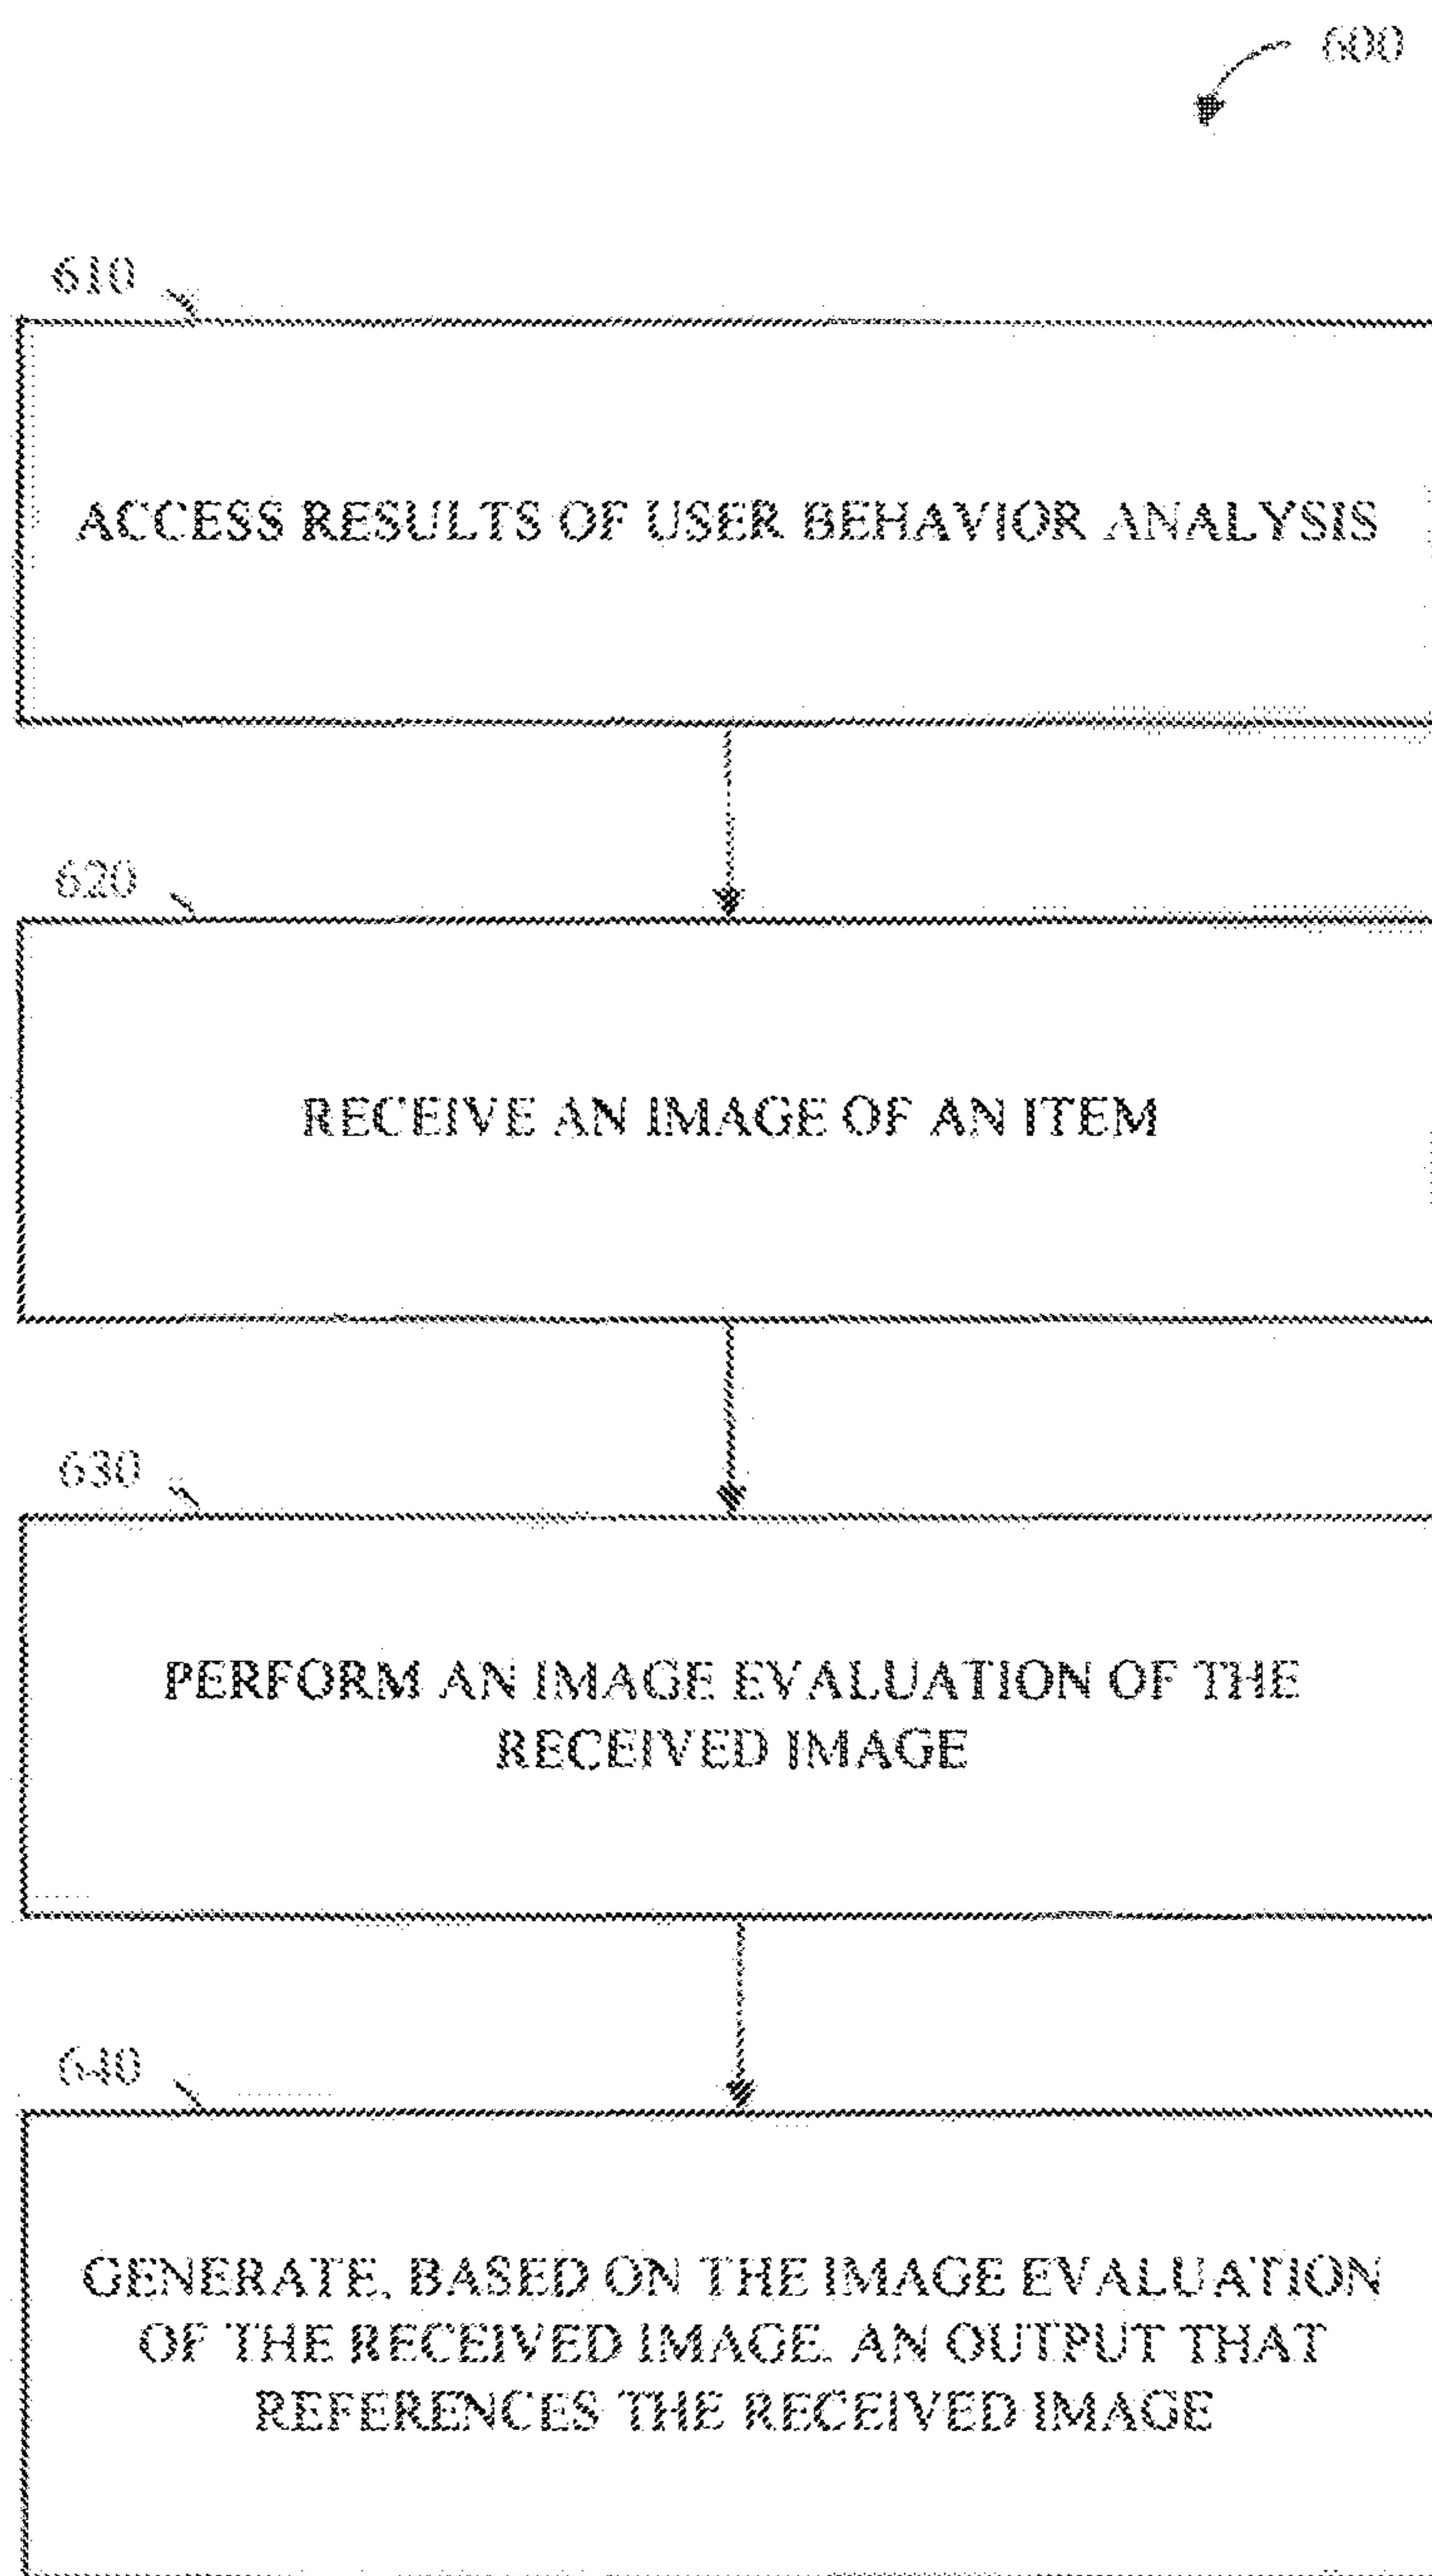 600
610
ACCESS RESULTS OF USER BEHAVIOR ANALYSIS
620
RECEIVE AN IMAGE OF AN ITEM
630
PERFORM AN IMAGE EVALUATION OF THE
RECEIVED IMAGE
640
GENERATE, BASED ON THE IMAGE EVALUATION
OF THE RECEIVED IMAGE, AN OUTPUT THAT
REFERENCES THE RECEIVED IMAGE